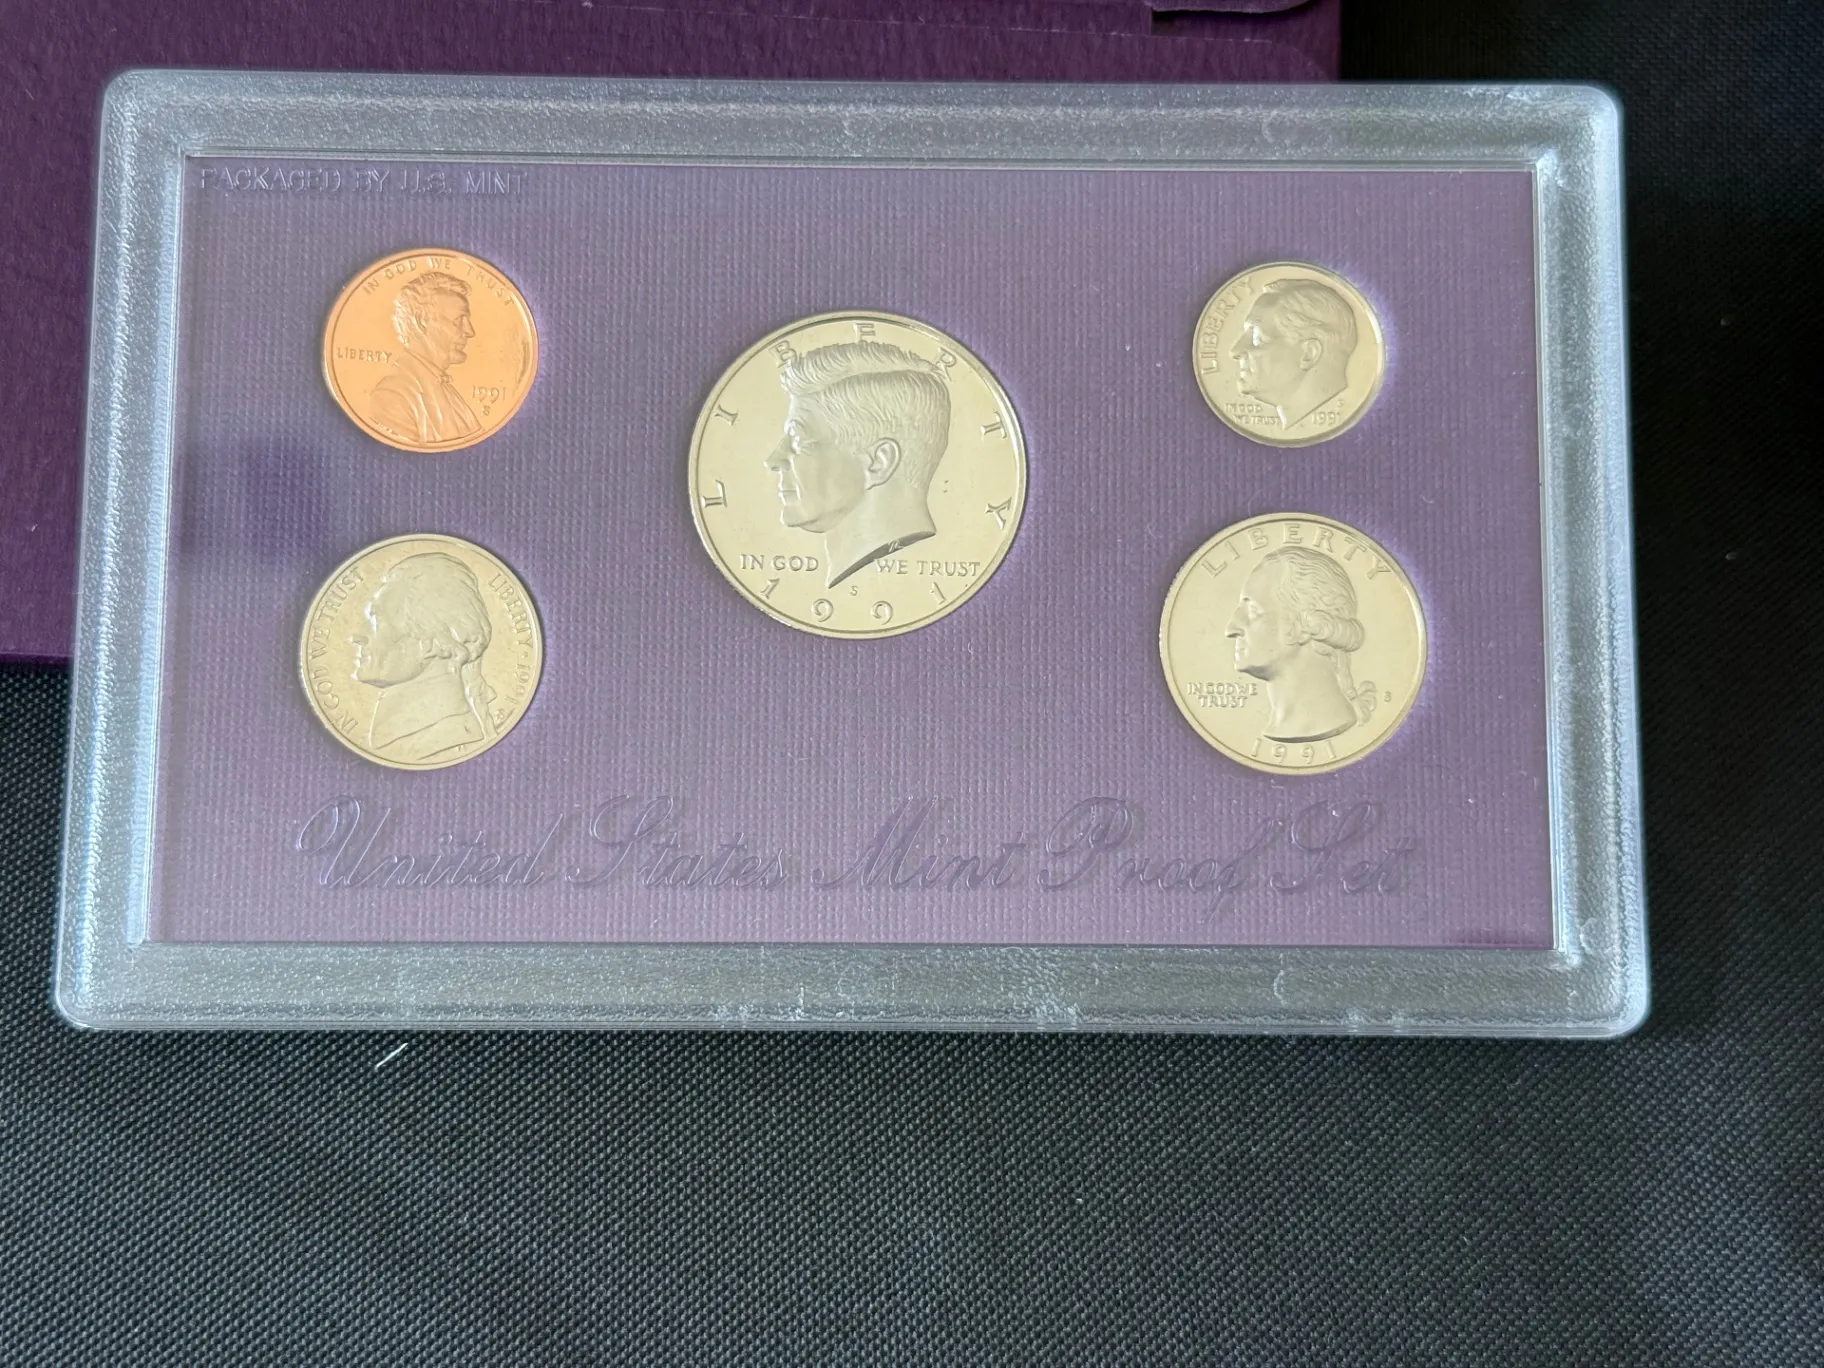 PACKAGED BY U.S. MINT
IN GOD WE TRUST
LIBERTY
1991
S
LIBERTY
IN GOD WE TRUST
1991
S
LIBERTY
IN GOD
WE TRUST
1991
S
IN GOD WE TRUST
LIBERTY · 1991
S
LIBERTY
IN GOD WE
TRUST
S
1991
United States Mint Proof Set